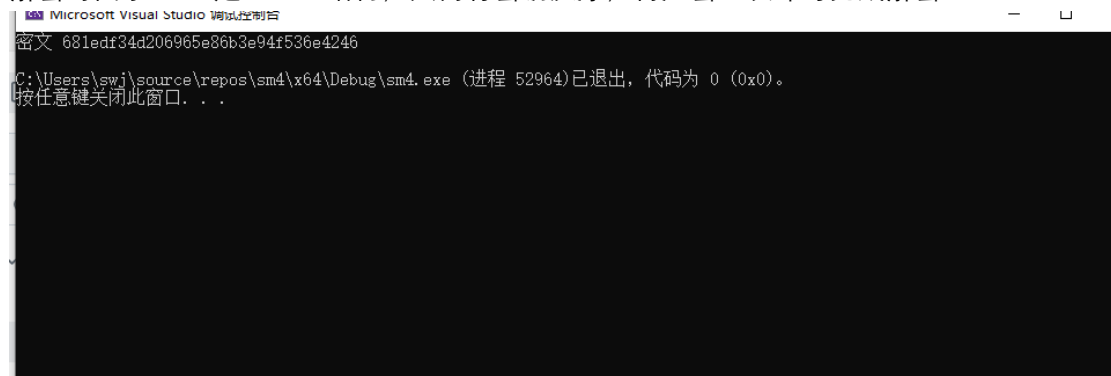 Microsoft Visual Studio 调试控制台
密文 681edf34d206965e86b3e94f536e4246
C:\Users\swj\source\repos\sm4\x64\Debug\sm4.exe (进程 52964)已退出，代码为 0 (0x0)。
按任意键关闭此窗口. . .